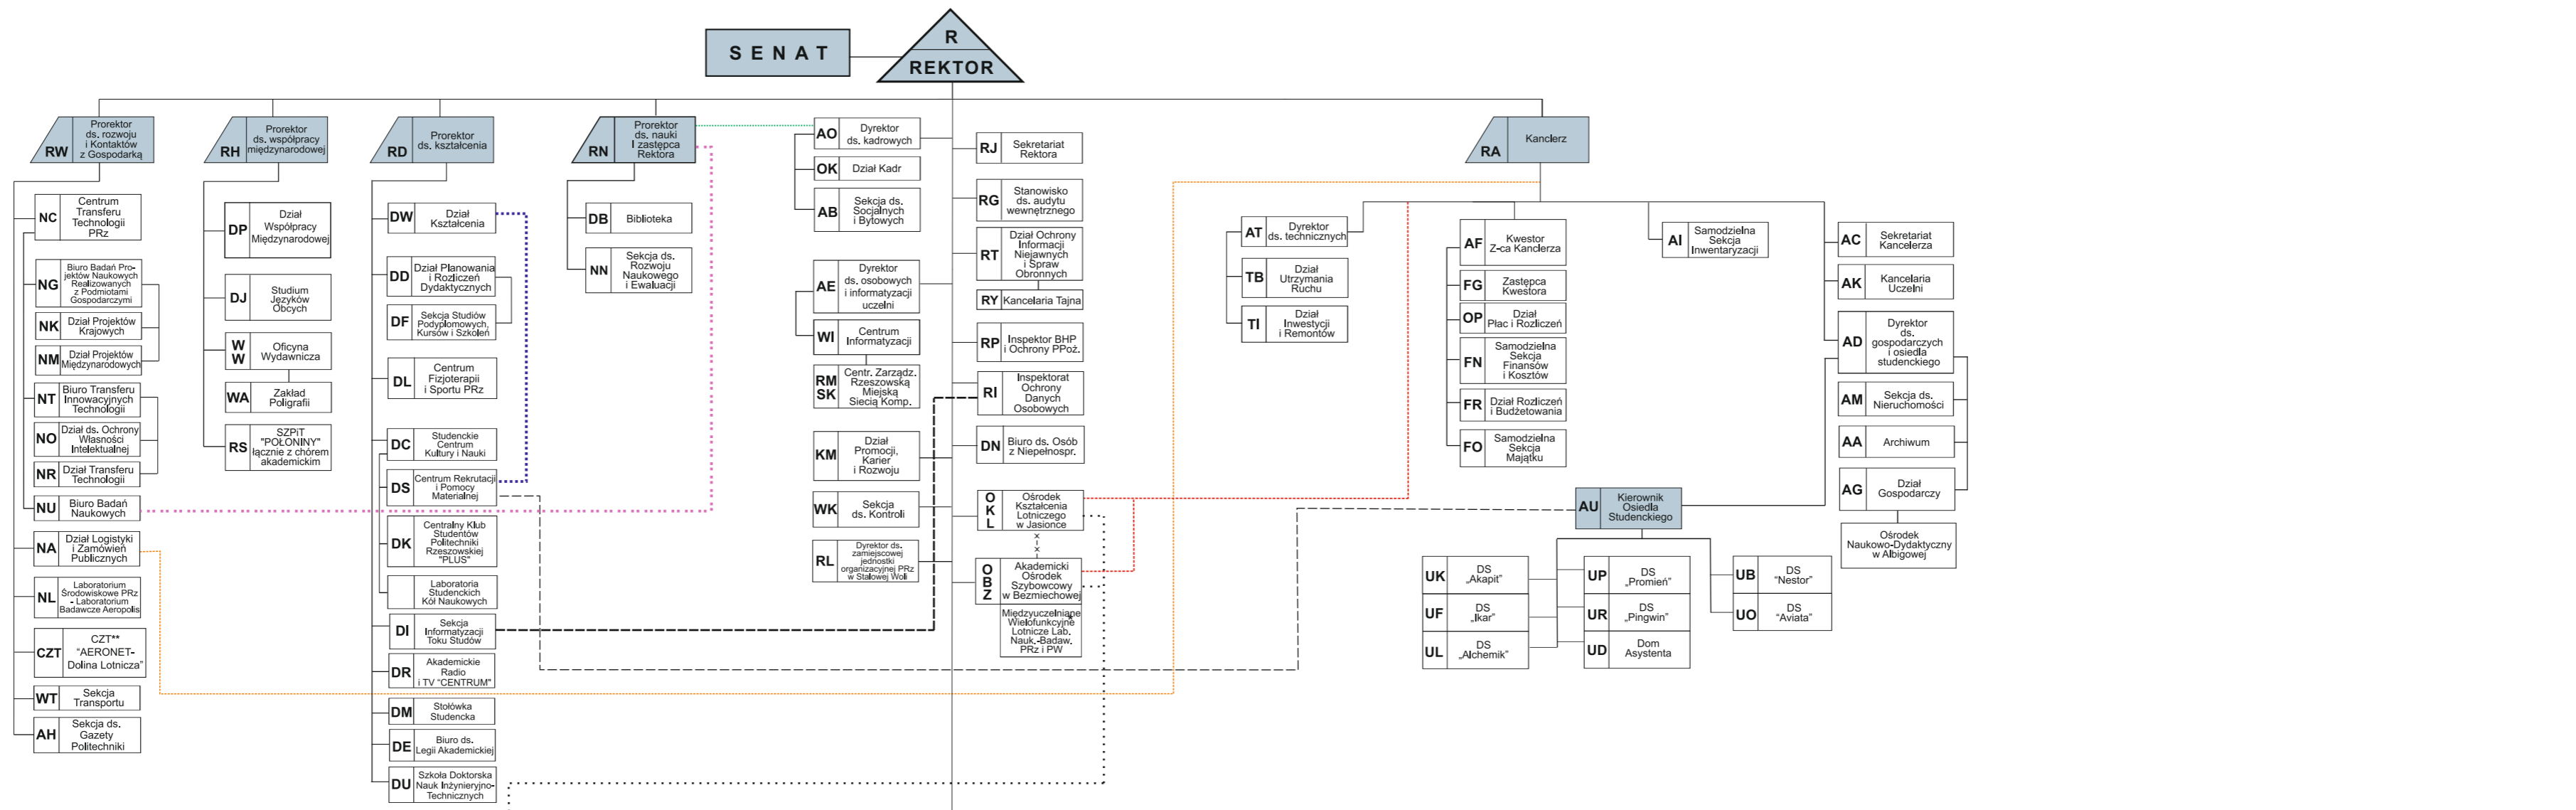 S E N A T
R
REKTOR
RW
Prorektor
ds. rozwoju
i Kontaktów
z Gospodarką
NC
Centrum
Transferu
Technologii
PRz
NG
Biuro Badań Pro-
jektów Naukowych
Realizowanych
z Podmiotami
Gospodarczymi
NK
Dział Projektów
Krajowych
NM
Dział Projektów
Międzynarodowych
NT
Biuro Transferu
Innowacyjnych
Technologii
NO
Dział ds. Ochrony
Własności
Intelektualnej
NR
Dział Transferu
Technologii
NU
Biuro Badań
Naukowych
NA
Dział Logistyki
i Zamówień
Publicznych
NL
Laboratorium
Środowiskowe PRz
- Laboratorium
Badawcze Aeropolis
CZT
CZT**
"AERONET-
Dolina Lotnicza"
WT
Sekcja
Transportu
AH
Sekcja ds.
Gazety
Politechniki
RH
Prorektor
ds. współpracy
międzynarodowej
DP
Dział
Współpracy
Międzynarodowej
DJ
Studium
Języków
Obcych
W
W
Oficyna
Wydawnicza
WA
Zakład
Poligrafii
RS
SZPiT
"POŁONINY"
łącznie z chórem
akademickim
RD
Prorektor
ds. kształcenia
DW
Dział
Kształcenia
DD
Dział Planowania
i Rozliczeń
Dydaktycznych
DF
Sekcja Studiów
Podyplomowych,
Kursów i Szkoleń
DL
Centrum
Fizjoterapii
i Sportu PRz
DC
Studenckie
Centrum
Kultury i Nauki
DS
Centrum Rekrutacji
i Pomocy
Materialnej
DK
Centralny Klub
Studentów
Politechniki
Rzeszowskiej
"PLUS"
Laboratoria
Studenckich
Kół Naukowych
DI
Sekcja
Informatyzacji
Toku Studów
DR
Akademickie
Radio
i TV "CENTRUM"
DM
Stołówka
Studencka
DE
Biuro ds.
Legii Akademickiej
DU
Szkoła Doktorska
Nauk Inżynieryjno-
Technicznych
RN
Prorektor
ds. nauki
I zastępca
Rektora
DB
Biblioteka
NN
Sekcja ds.
Rozwoju
Naukowego
i Ewaluacji
AO
Dyrektor
ds. kadrowych
OK
Dział Kadr
AB
Sekcja ds.
Socjalnych
i Bytowych
AE
Dyrektor
ds. osobowych
i informatyzacji
uczelni
WI
Centrum
Informatyzacji
RM
SK
Centr. Zarządz.
Rzeszowską
Miejską
Siecią Komp.
KM
Dział
Promocji,
Karier
i Rozwoju
WK
Sekcja
ds. Kontroli
RL
Dyrektor ds.
zamiejscowej
jednostki
organizacyjnej PRz
w Stalowej Woli
RJ
Sekretariat
Rektora
RG
Stanowisko
ds. audytu
wewnętrznego
RT
Dział Ochrony
Informacji
Niejawnych
i Spraw
Obronnych
RY
Kancelaria Tajna
RP
Inspektor BHP
i Ochrony PPoż.
RI
Inspektorat
Ochrony
Danych
Osobowych
DN
Biuro ds. Osób
z Niepełnospr.
O
K
L
Ośrodek
Kształcenia
Lotniczego
w Jasionce
x
x
O
B
Z
Akademicki
Ośrodek
Szybowcowy
w Bezmiechowej
Międzyuczelniane
Wielofunkcyjne
Lotnicze Lab.
Nauk.-Badaw.
PRz i PW
RA
Kanclerz
AT
Dyrektor
ds. technicznych
TB
Dział
Utrzymania
Ruchu
TI
Dział
Inwestycji
i Remontów
AF
Kwestor
Z-ca Kanclerza
FG
Zastępca
Kwestora
OP
Dział
Płac i Rozliczeń
FN
Samodzielna
Sekcja
Finansów
i Kosztów
FR
Dział Rozliczeń
i Budżetowania
FO
Samodzielna
Sekcja
Majątku
AI
Samodzielna
Sekcja
Inwentaryzacji
AC
Sekretariat
Kancelerza
AK
Kancelaria
Uczelni
AD
Dyrektor
ds.
gospodarczych
i osiedla
studenckiego
AM
Sekcja ds.
Nieruchomości
AA
Archiwum
AG
Dział
Gospodarczy
Ośrodek
Naukowo-Dydaktyczny
w Albigowej
AU
Kierownik
Osiedla
Studenckiego
UK
DS
„Akapit”
UF
DS
„Ikar”
UL
DS
„Alchemik”
UP
DS
„Promień”
UR
DS
„Pingwin”
UD
Dom
Asystenta
UB
DS
“Nestor”
UO
DS
“Aviata”